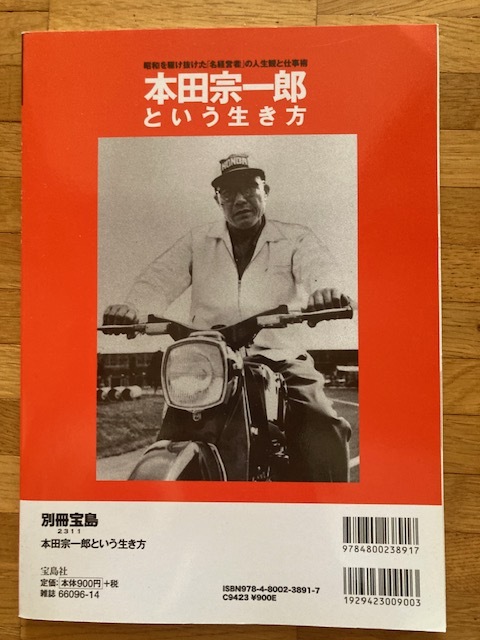 昭和を駆け抜けた「名経営者」の人生観と仕事術
本田宗一郎
という生き方
HONDA
別冊宝島
2311
本田宗一郎という生き方
宝島社
定価:本体900円+税
雑誌 66096-14
ISBN978-4-8002-3891-7
C9423 ¥900E
9784800238917
1929423009003